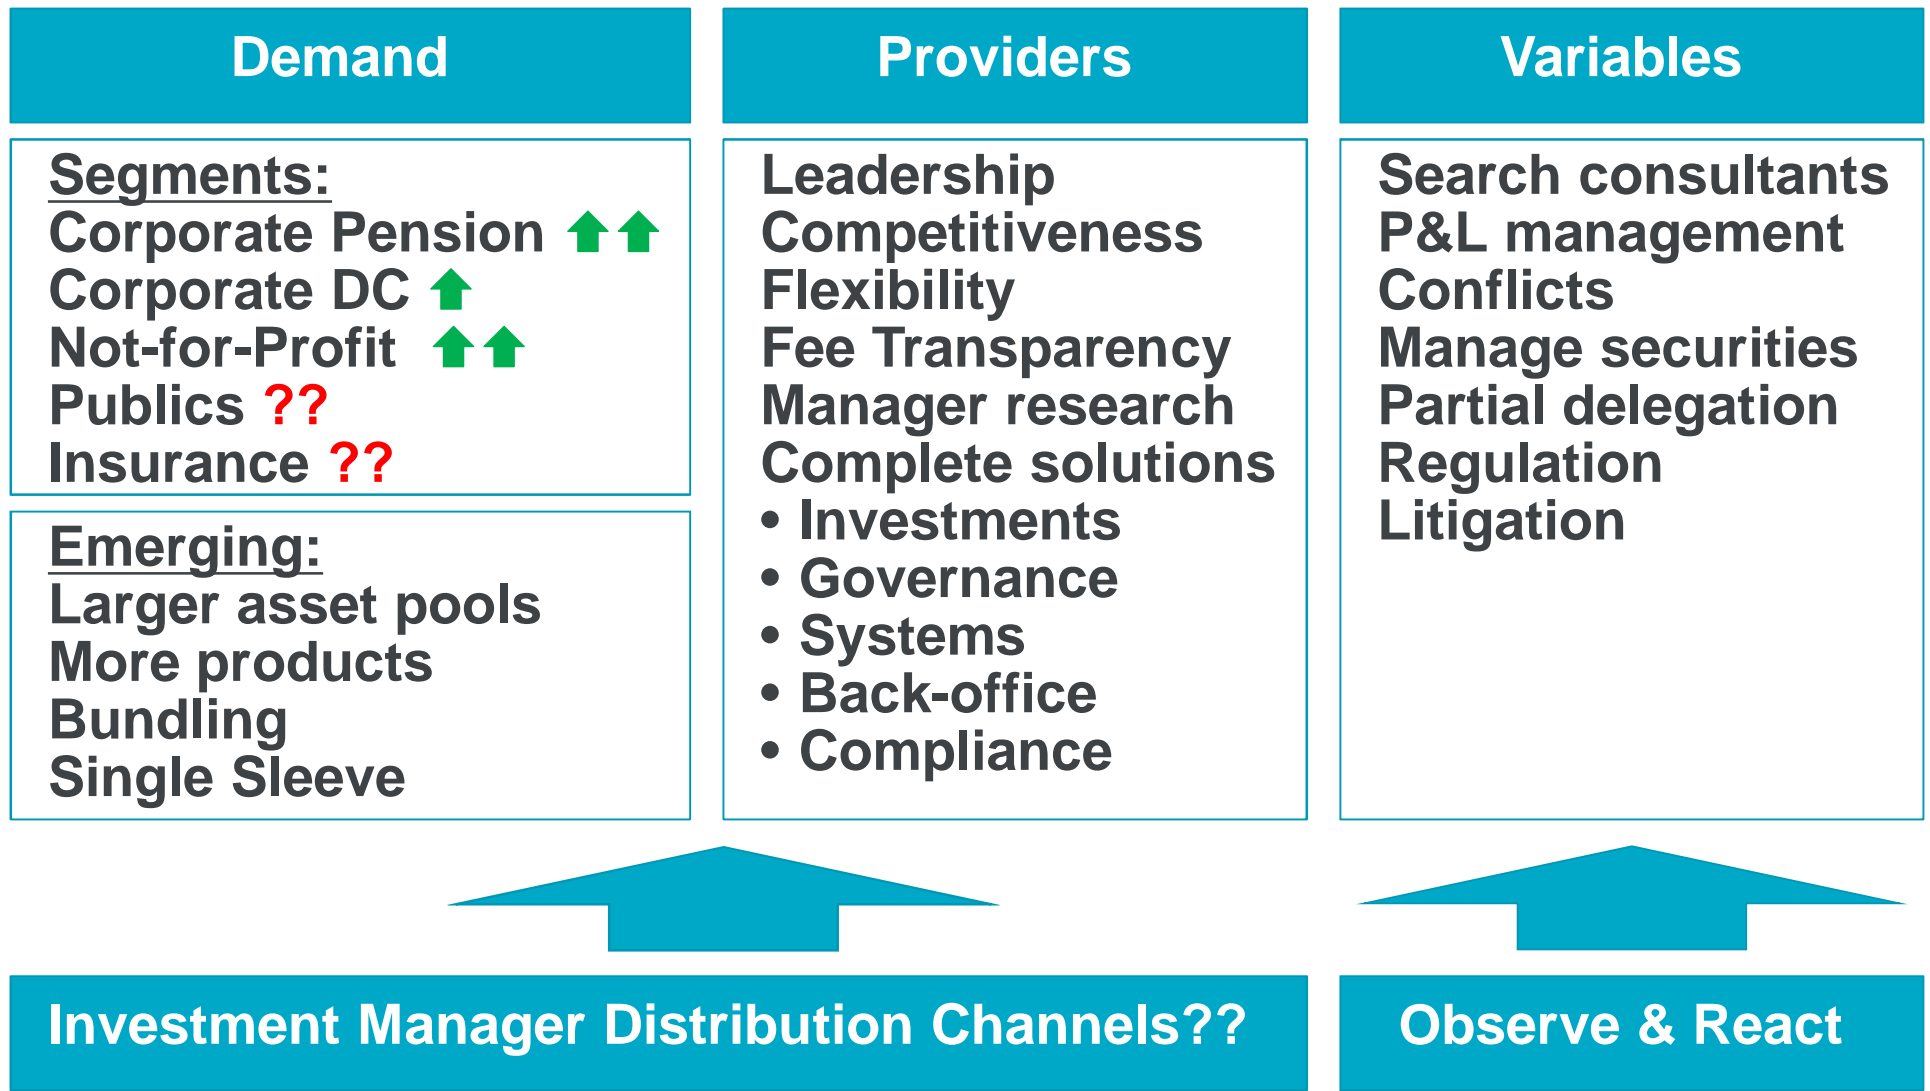 Demand
Segments:
Corporate Pension
Corporate DC
Not-for-Profit
Publics ??
Insurance ??
Emerging:
Larger asset pools
More products
Bundling
Single Sleeve
Providers
Leadership
Competitiveness
Flexibility
Fee Transparency
Manager research
Complete solutions
• Investments
• Governance
• Systems
• Back-office
• Compliance
Variables
Search consultants
P&L management
Conflicts
Manage securities
Partial delegation
Regulation
Litigation
Investment Manager Distribution Channels??
Observe & React